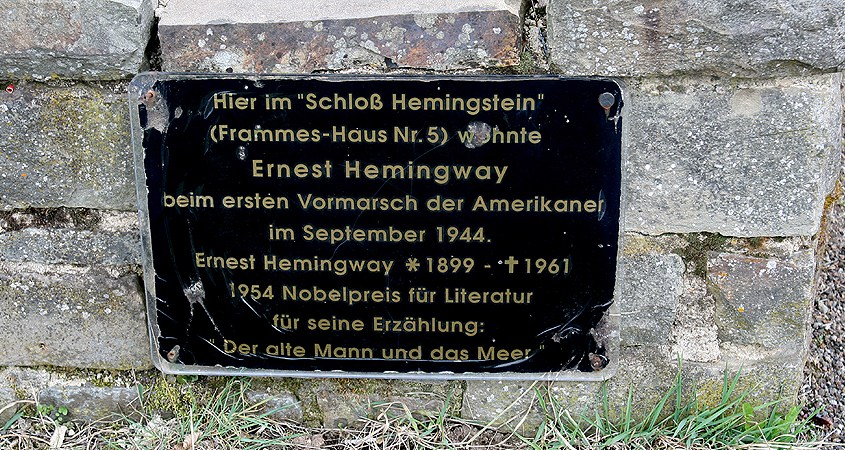 Hier im "Schloß Hemingstein"
(Frammes-Haus Nr. 5) wohnte
Ernest Hemingway
beim ersten Vormarsch der Amerikaner
im September 1944.
Ernest Hemingway * 1899 - ✝ 1961
1954 Nobelpreis für Literatur
für seine Erzählung:
" Der alte Mann und das Meer "